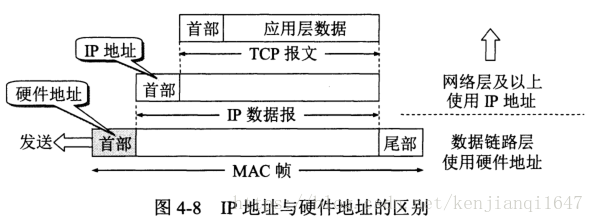 首部 应用层数据
IP 地址
TCP 报文
网络层及以上
使用 IP 地址
首部
硬件地址
IP 数据报
发送
首部
尾部
数据链路层
使用硬件地址
MAC 帧
图 4-8 IP 地址与硬件地址的区别